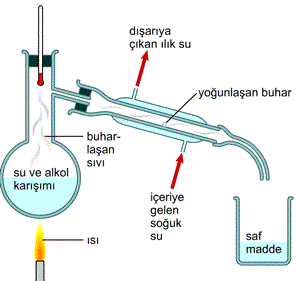 dışarıya
çıkan ılık su
yoğunlaşan buhar
buhar-
laşan
sıvı
su ve alkol
karışımı
içeriye
gelen
soğuk
su
ısı
saf
madde